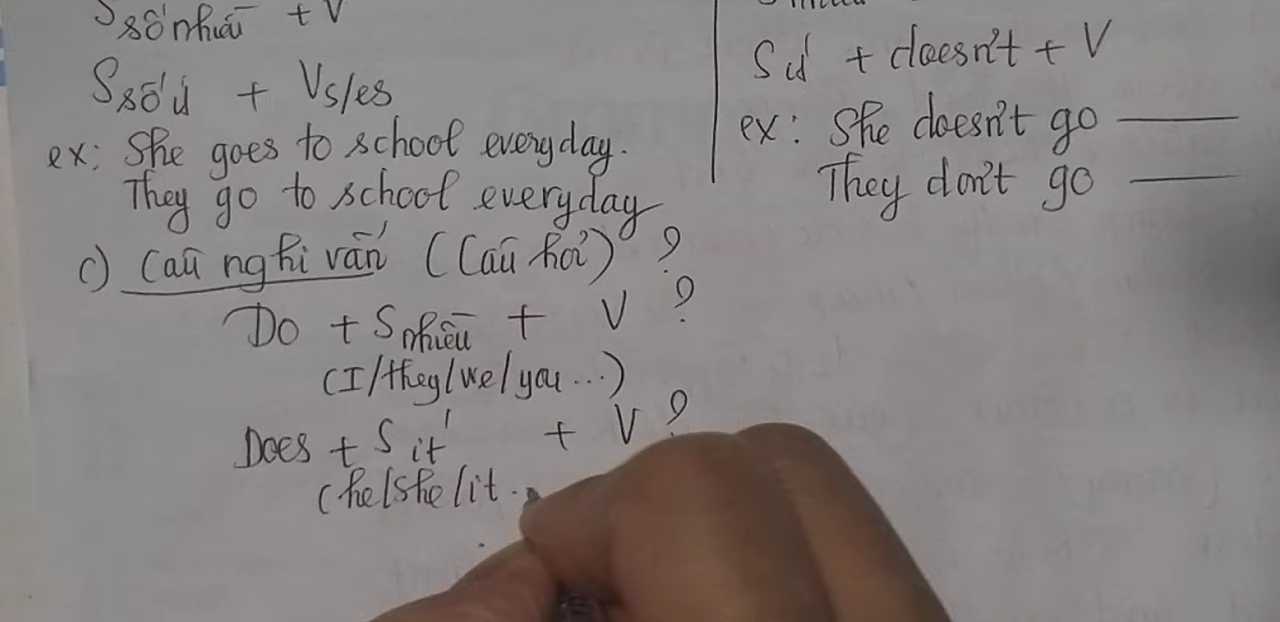 S số nhiều + V
S số ít + Vs/es
ex: She goes to school everyday.
They go to school everyday
c) Câu nghi vấn (Câu hỏi) ?
Do + S nhiều + V ?
(I/they/we/you...)
Does + S ít + V ?
(he/she/it .
S ít + doesn't + V
ex: She doesn't go
They don't go